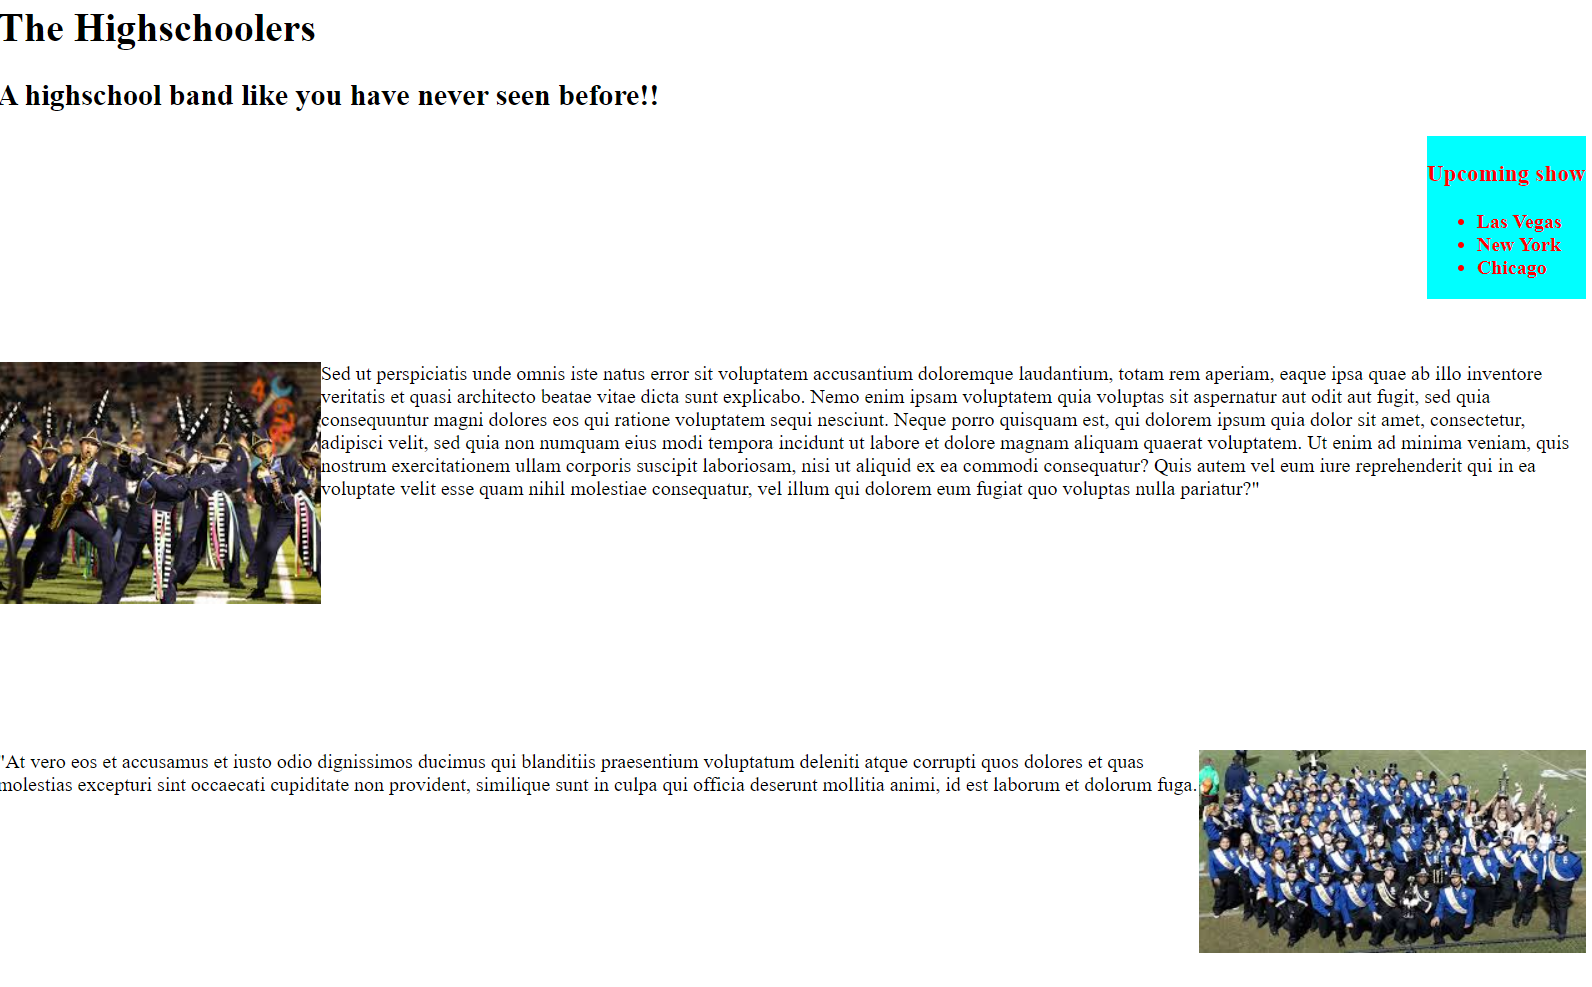 The Highschoolers
A highschool band like you have never seen before!!
Upcoming show
Las Vegas
New York
Chicago
Sed ut perspiciatis unde omnis iste natus error sit voluptatem accusantium doloremque laudantium, totam rem aperiam, eaque ipsa quae ab illo inventore
veritatis et quasi architecto beatae vitae dicta sunt explicabo. Nemo enim ipsam voluptatem quia voluptas sit aspernatur aut odit aut fugit, sed quia
consequuntur magni dolores eos qui ratione voluptatem sequi nesciunt. Neque porro quisquam est, qui dolorem ipsum quia dolor sit amet, consectetur,
adipisci velit, sed quia non numquam eius modi tempora incidunt ut labore et dolore magnam aliquam quaerat voluptatem. Ut enim ad minima veniam, quis
nostrum exercitationem ullam corporis suscipit laboriosam, nisi ut aliquid ex ea commodi consequatur? Quis autem vel eum iure reprehenderit qui in ea
voluptate velit esse quam nihil molestiae consequatur, vel illum qui dolorem eum fugiat quo voluptas nulla pariatur?"
"At vero eos et accusamus et iusto odio dignissimos ducimus qui blanditiis praesentium voluptatum deleniti atque corrupti quos dolores et quas
molestias excepturi sint occaecati cupiditate non provident, similique sunt in culpa qui officia deserunt mollitia animi, id est laborum et dolorum fuga.